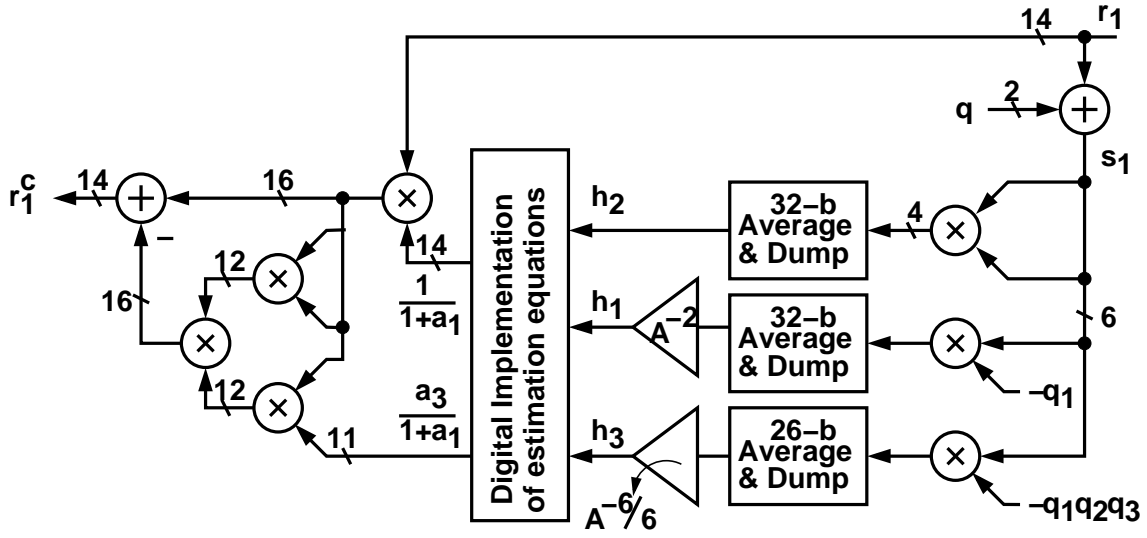 14
r1
q
2
s1
r1^c
14
16
−
12
16
12
14
1
1+a1
a3
1+a1
11
Digital Implementation
of estimation equations
h2
h1
h3
A−2
A−6/6
32−b
Average
& Dump
32−b
Average
& Dump
26−b
Average
& Dump
4
6
−q1
−q1q2q3